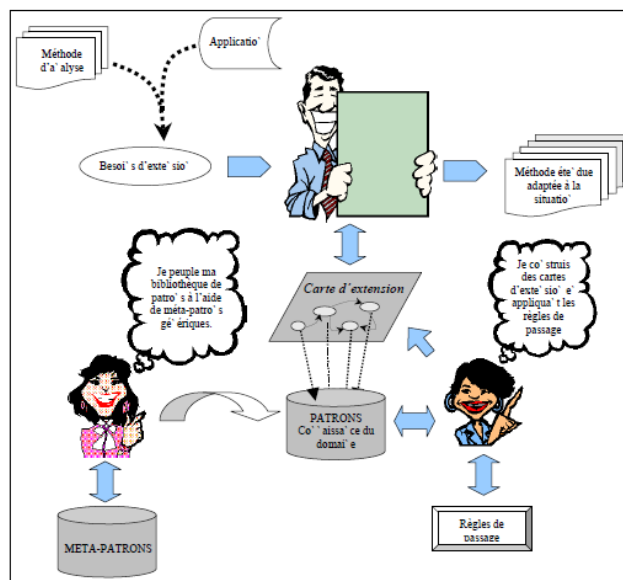 Méthode
d'a` alyse
Applicatio`
Besoi` s d'exte` sio`
Méthode éte` due
adaptée à la
situatio`
Je peuple ma
bibliothèque de
patro` s à l'aide
de méta-patro` s
gé` ériques.
Carte d'extension
Je co` struis
des cartes
d'exte` sio` e`
appliqua` t les
règles de
passage
PATRONS
Co` ` aissa` ce du
domai` e
META-PATRONS
Règles de
passage